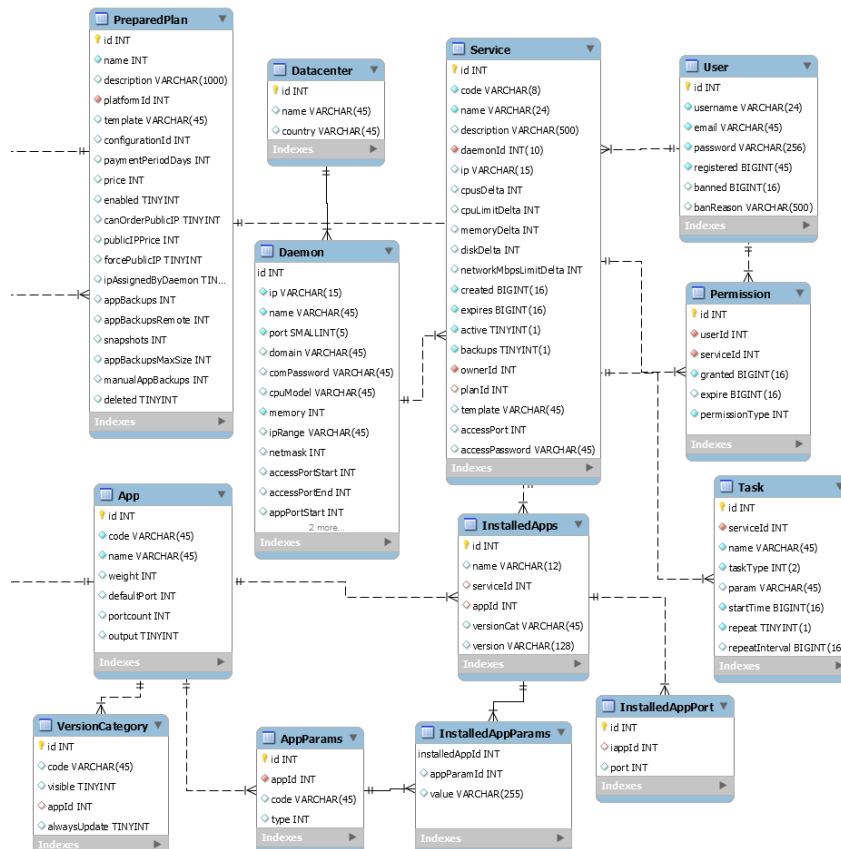 PreparedPlan
id INT
name INT
description VARCHAR(1000)
platformId INT
template VARCHAR(45)
configurationId INT
paymentPeriodDays INT
price INT
enabled TINYINT
canOrderPublicIP TINYINT
publicIPPrice INT
forcePublicIP TINYINT
ipAssignedByDaemon TIN...
appBackups INT
appBackupsRemote INT
snapshots INT
appBackupsMaxSize INT
manualAppBackups INT
deleted TINYINT
Indexes
Datacenter
id INT
name VARCHAR(45)
country VARCHAR(45)
Indexes
Service
id INT
code VARCHAR(8)
name VARCHAR(24)
description VARCHAR(500)
daemonId INT(10)
ip VARCHAR(15)
cpusDelta INT
cpuLimitDelta INT
memoryDelta INT
diskDelta INT
networkMbpsLimitDelta INT
created BIGINT(16)
expires BIGINT(16)
active TINYINT(1)
backups TINYINT(1)
ownerId INT
planId INT
template VARCHAR(45)
accessPort INT
accessPassword VARCHAR(45)
Indexes
User
id INT
username VARCHAR(24)
email VARCHAR(45)
password VARCHAR(256)
registered BIGINT(45)
banned BIGINT(16)
banReason VARCHAR(500)
Indexes
Daemon
id INT
ip VARCHAR(15)
name VARCHAR(45)
port SMALLINT(5)
domain VARCHAR(45)
comPassword VARCHAR(45)
cpuModel VARCHAR(45)
memory INT
ipRange VARCHAR(45)
netmask INT
accessPortStart INT
accessPortEnd INT
appPortStart INT
2 more...
Indexes
Permission
id INT
userId INT
serviceId INT
granted BIGINT(16)
expire BIGINT(16)
permissionType INT
Indexes
App
id INT
code VARCHAR(45)
name VARCHAR(45)
weight INT
defaultPort INT
portcount INT
output TINYINT
Indexes
InstalledApps
id INT
name VARCHAR(12)
serviceId INT
appId INT
versionCat VARCHAR(45)
version VARCHAR(128)
Indexes
Task
id INT
serviceId INT
name VARCHAR(45)
taskType INT(2)
param VARCHAR(45)
startTime BIGINT(16)
repeat TINYINT(1)
repeatInterval BIGINT(16
Indexes
VersionCategory
id INT
code VARCHAR(45)
visible TINYINT
appId INT
alwaysUpdate TINYINT
Indexes
AppParams
id INT
appId INT
code VARCHAR(45)
type INT
Indexes
InstalledAppParams
installedAppId INT
appParamId INT
value VARCHAR(255)
Indexes
InstalledAppPort
id INT
iappId INT
port INT
Indexes